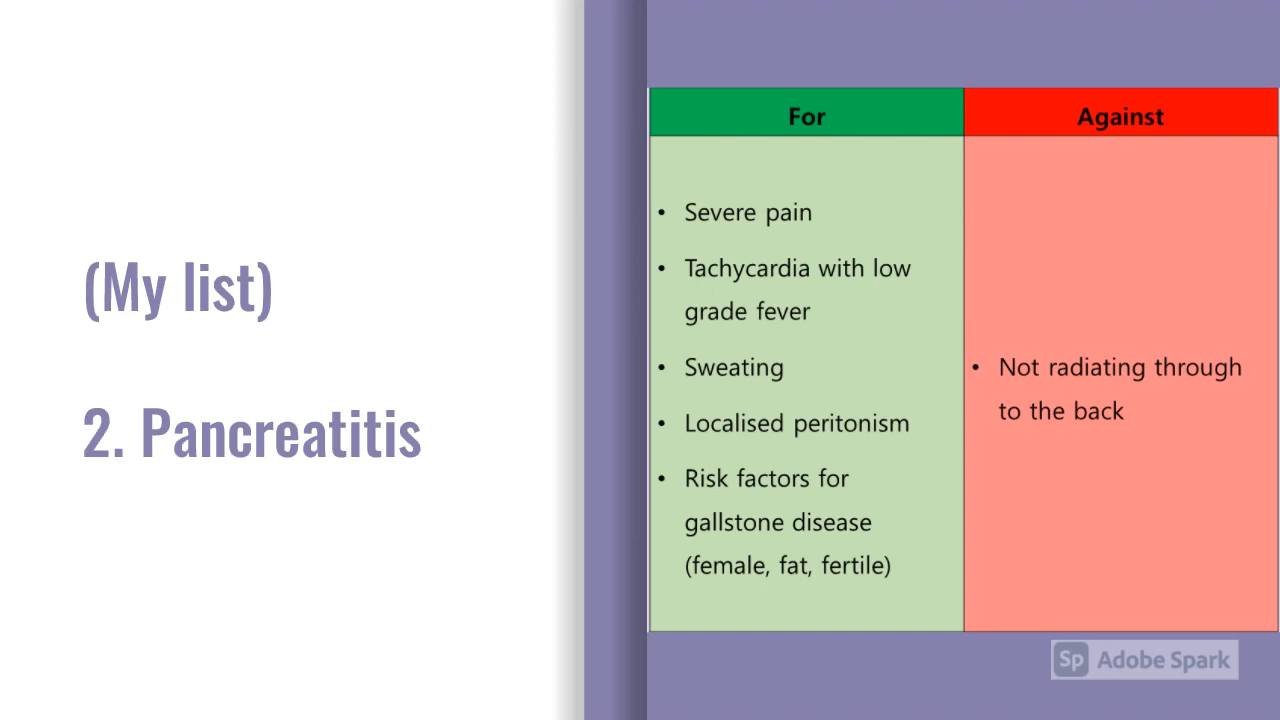 (My list)
2. Pancreatitis
For
Against
• Severe pain
• Tachycardia with low
grade fever
• Sweating
• Localised peritonism
• Risk factors for
gallstone disease
(female, fat, fertile)
• Not radiating through
to the back
Sp Adobe Spark